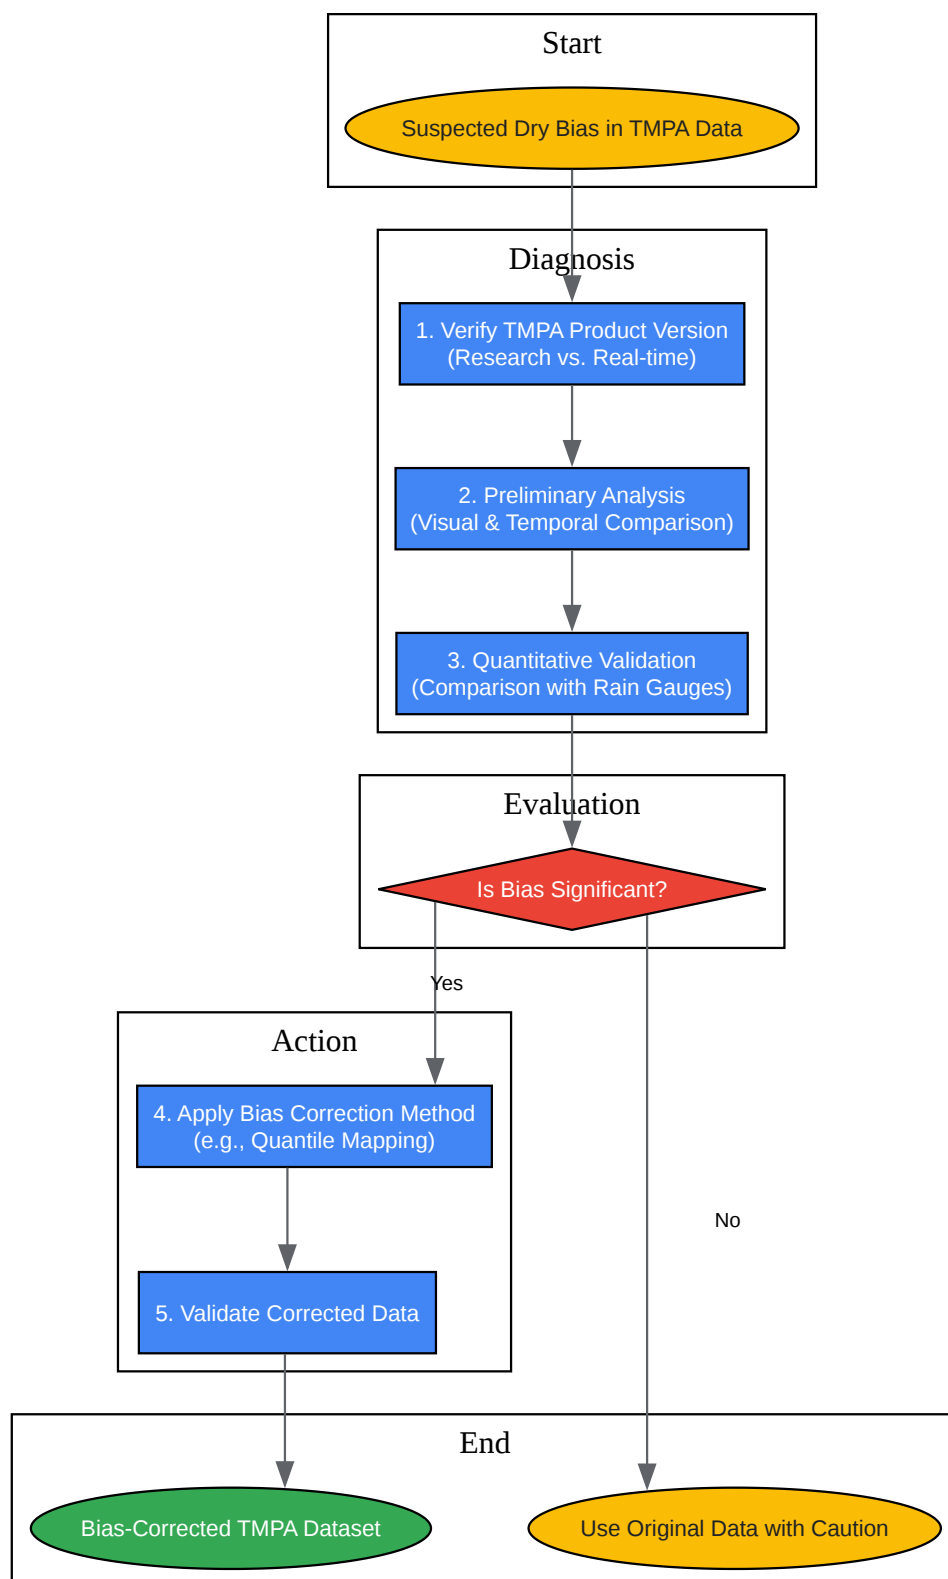 Start
Suspected Dry Bias in TMPA Data
Diagnosis
1. Verify TMPA Product Version
(Research vs. Real-time)
2. Preliminary Analysis
(Visual & Temporal Comparison)
3. Quantitative Validation
(Comparison with Rain Gauges)
Evaluation
Is Bias Significant?
Yes
Action
4. Apply Bias Correction Method
(e.g., Quantile Mapping)
No
5. Validate Corrected Data
End
Bias-Corrected TMPA Dataset
Use Original Data with Caution